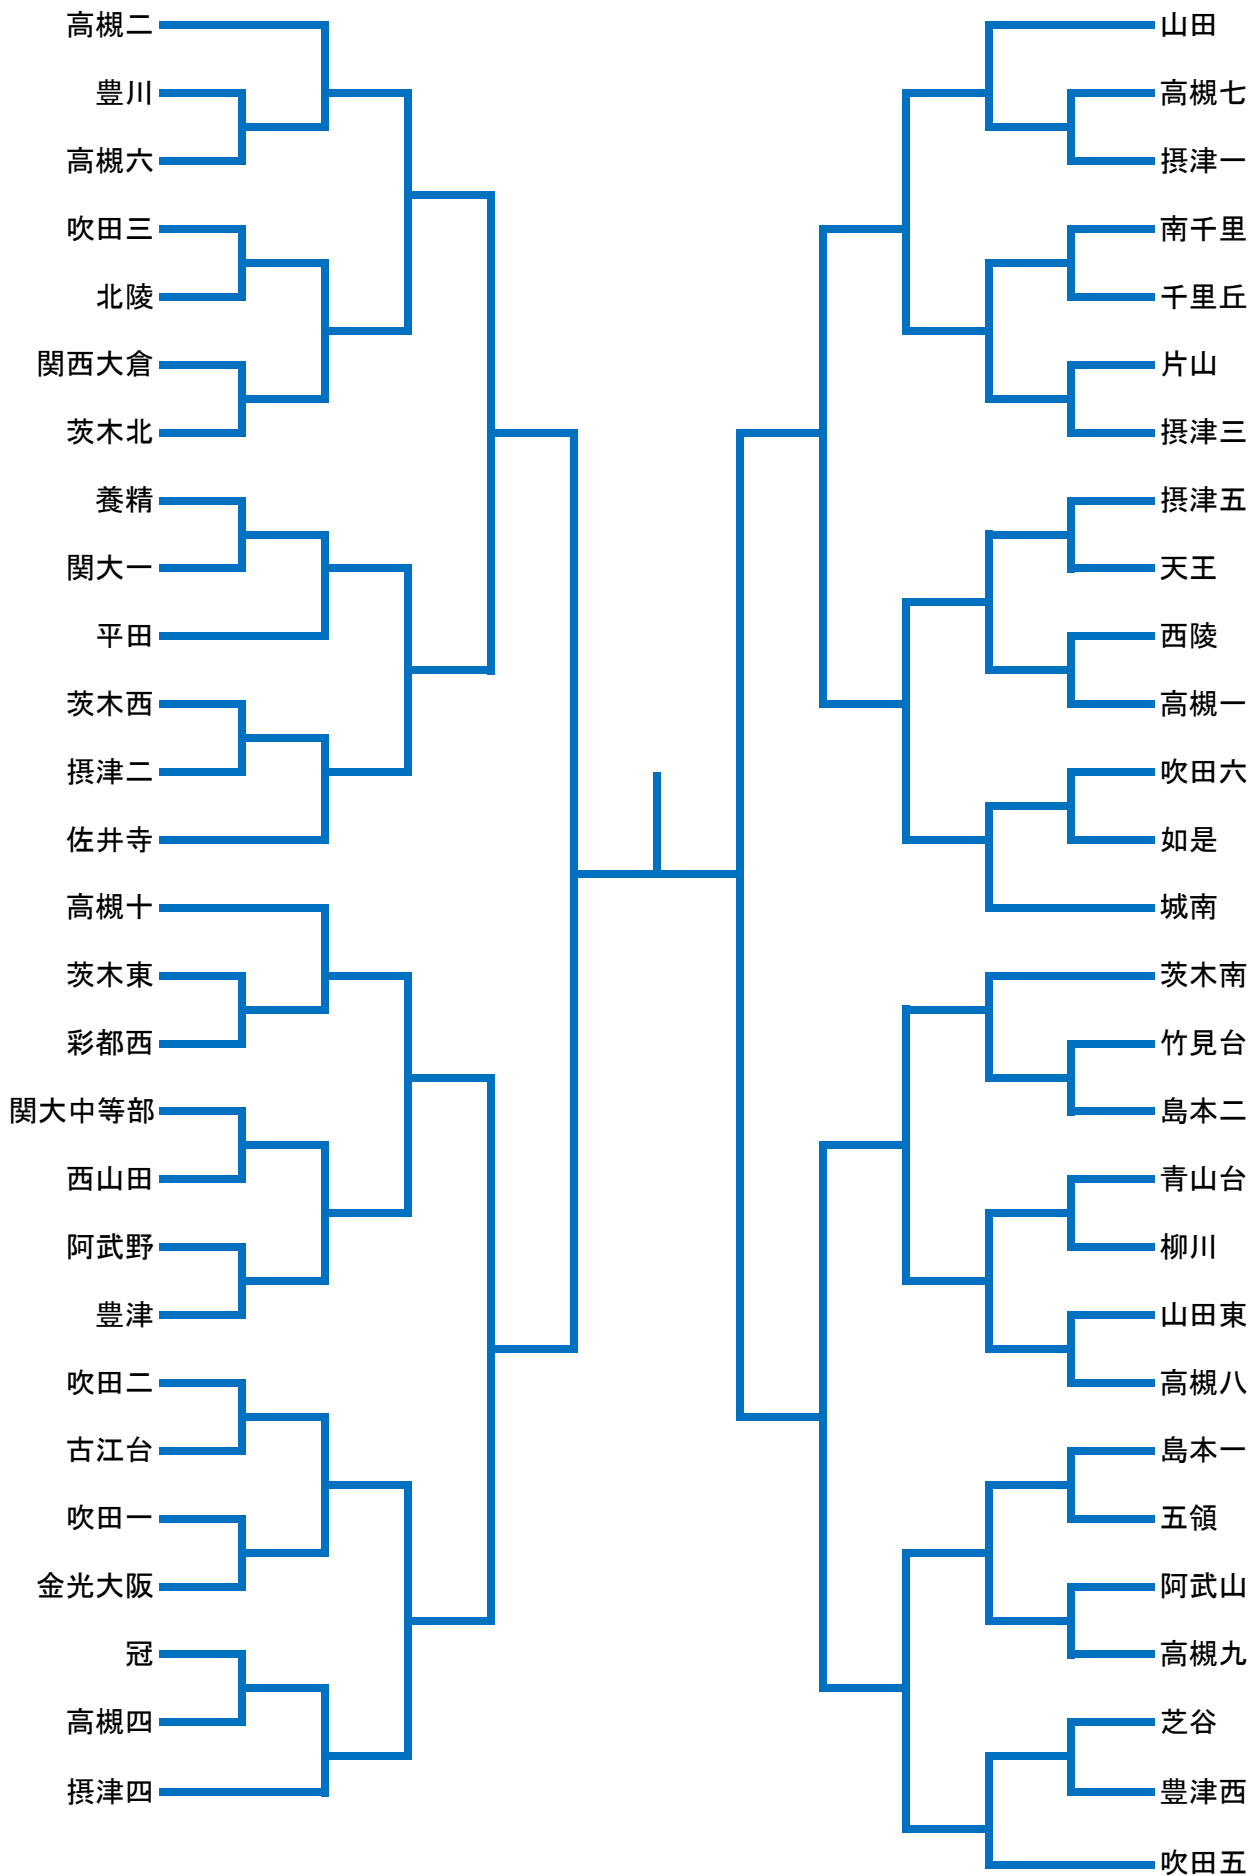 高槻二
豊川
高槻六
吹田三
北陵
関西大倉
茨木北
養精
関大一
平田
茨木西
摂津二
佐井寺
高槻十
茨木東
彩都西
関大中等部
西山田
阿武野
豊津
吹田二
古江台
吹田一
金光大阪
冠
高槻四
摂津四
山田
高槻七
摂津一
南千里
千里丘
片山
摂津三
摂津五
天王
西陵
高槻一
吹田六
如是
城南
茨木南
竹見台
島本二
青山台
柳川
山田東
高槻八
島本一
五領
阿武山
高槻九
芝谷
豊津西
吹田五